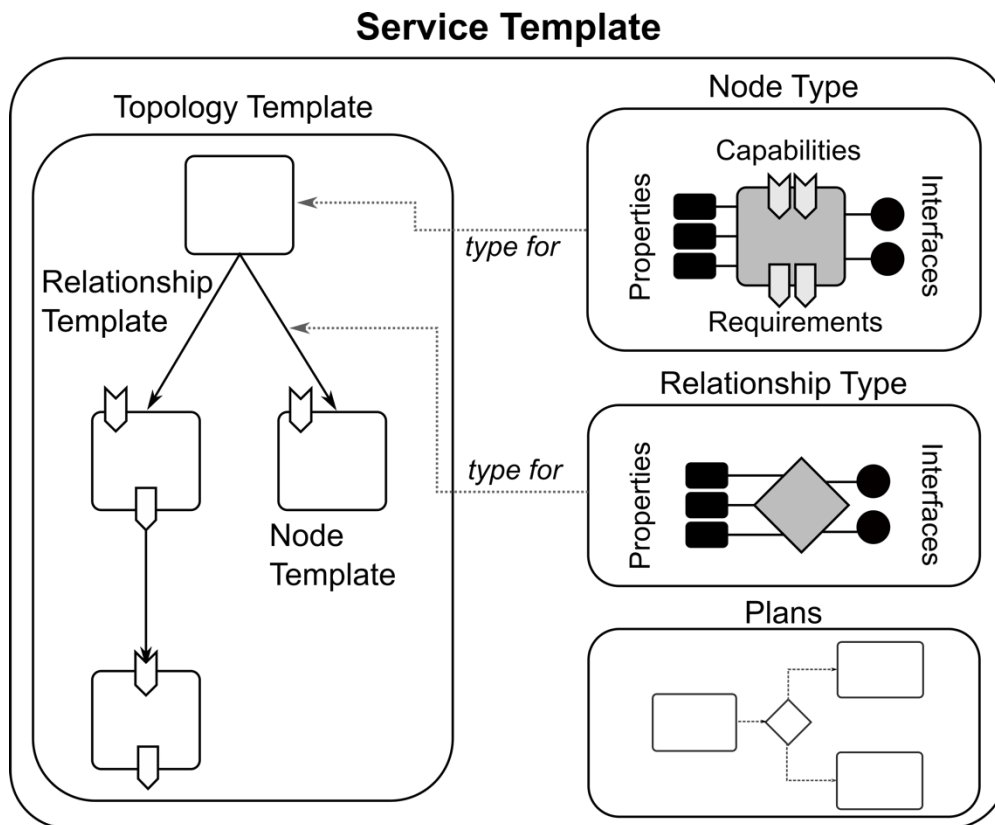 Service Template
Topology Template
Relationship
Template
Node
Template
type for
type for
Node Type
Capabilities
Properties
Interfaces
Requirements
Relationship Type
Properties
Interfaces
Plans